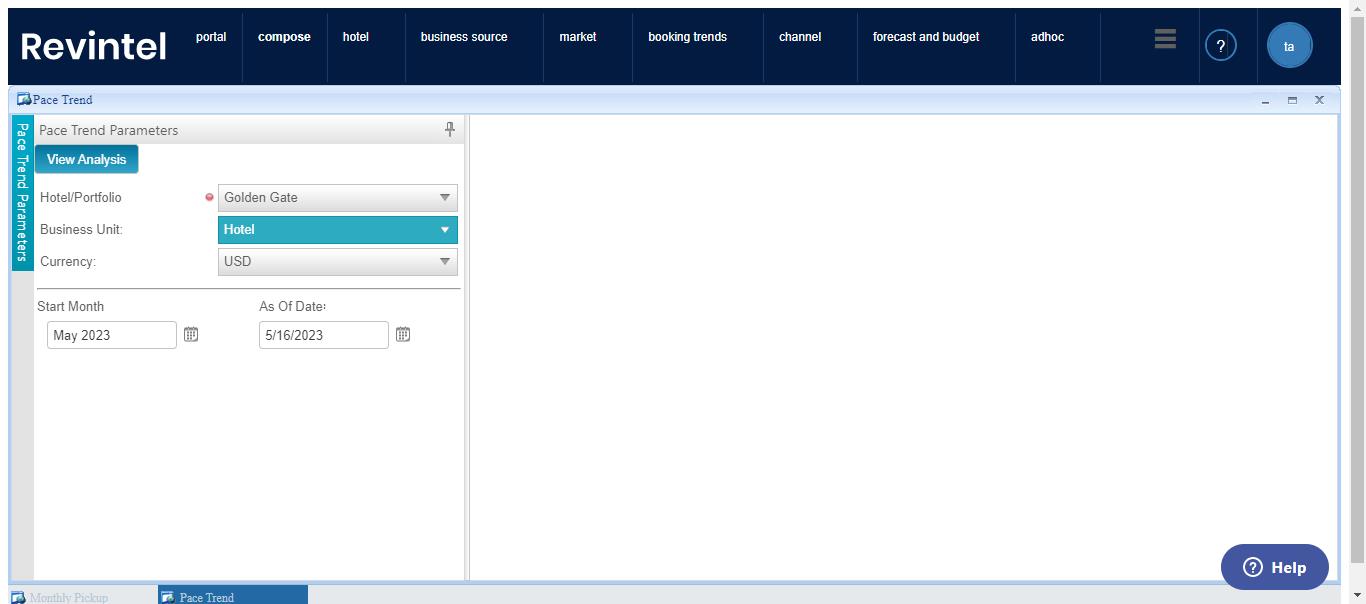 Revintel
portal
compose
hotel
business source
market
booking trends
channel
forecast and budget
adhoc
?
ta
Pace Trend
Pace Trend Parameters
Pace Trend Parameters
View Analysis
Hotel/Portfolio
Golden Gate
Business Unit:
Hotel
Currency:
USD
Start Month
As Of Date:
May 2023
5/16/2023
? Help
Monthly Pickup
Pace Trend